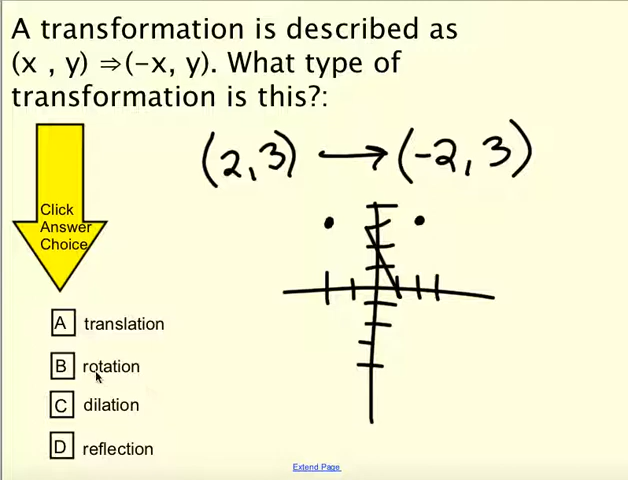 A transformation is described as
(x , y) ⇒(-x, y). What type of
transformation is this?:
(2,3) → (-2, 3)
Click
Answer
Choice
A translation
B rotation
C dilation
D reflection
Extend Page